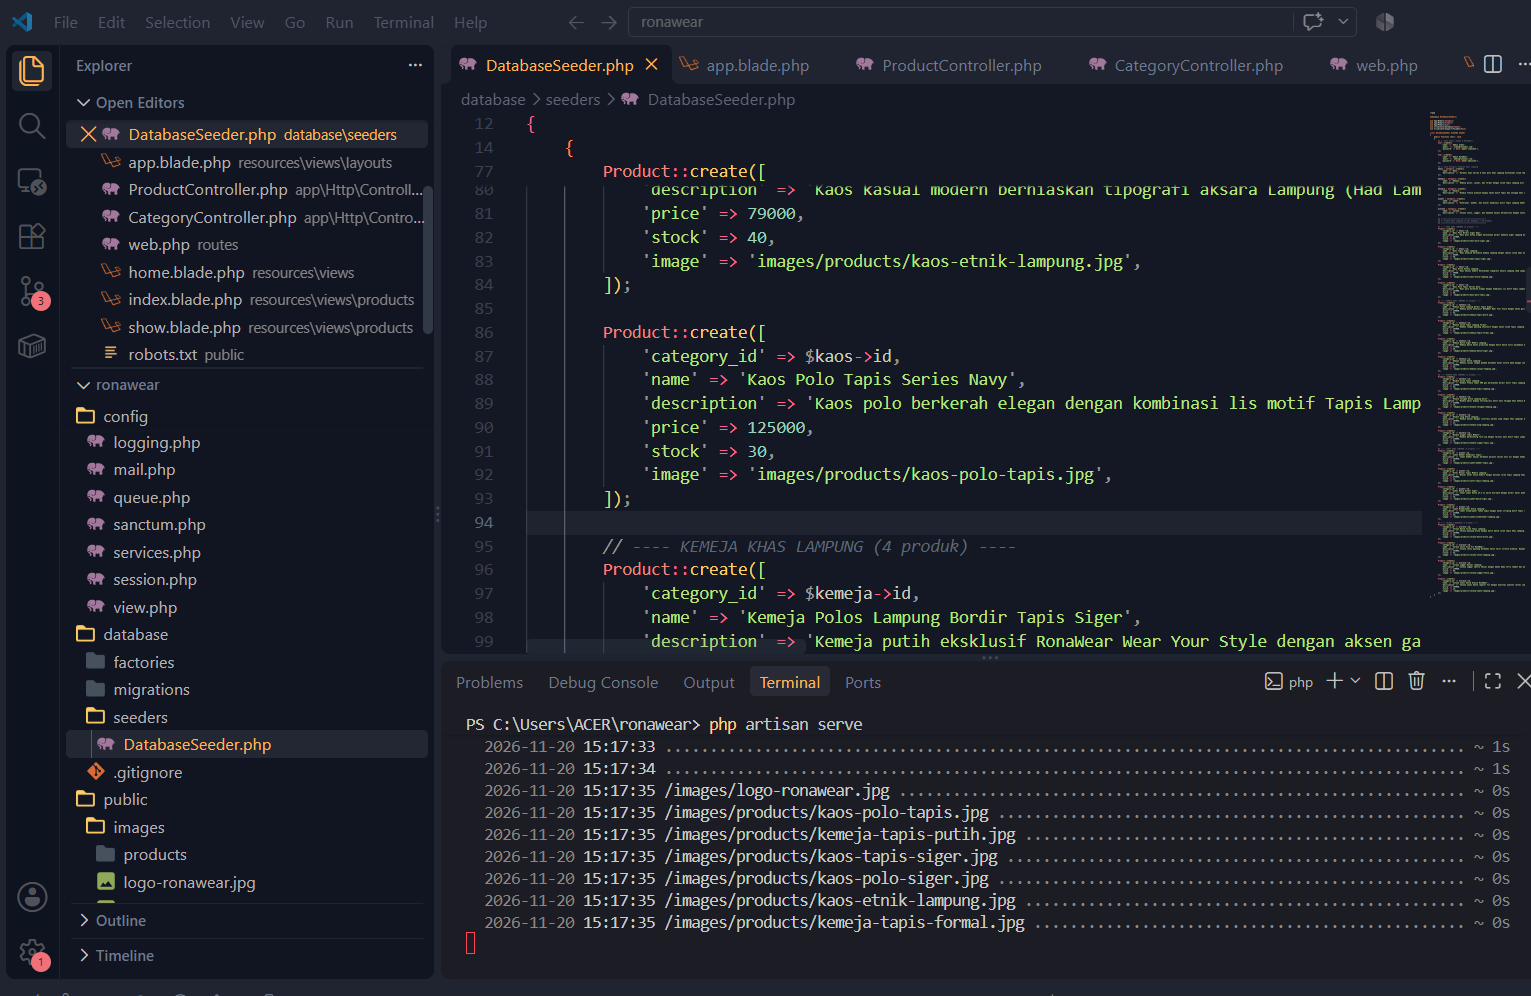 File Edit Selection View Go Run Terminal Help
ronawear
Explorer
Open Editors
DatabaseSeeder.php database\seeders
app.blade.php resources\views\layouts
ProductController.php app\Http\Controll...
CategoryController.php app\Http\Contro...
web.php routes
home.blade.php resources\views
index.blade.php resources\views\products
show.blade.php resources\views\products
robots.txt public
ronawear
config
logging.php
mail.php
queue.php
sanctum.php
services.php
session.php
view.php
database
factories
migrations
seeders
DatabaseSeeder.php
.gitignore
public
images
products
logo-ronawear.jpg
Outline
Timeline
3
1
DatabaseSeeder.php app.blade.php ProductController.php CategoryController.php web.php
database > seeders > DatabaseSeeder.php
12 {
14 {
77 Product::create([
80 'description' => 'Kaos kasual modern berhiaskan tipografi aksara Lampung (Had Lam
81 'price' => 79000,
82 'stock' => 40,
83 'image' => 'images/products/kaos-etnik-lampung.jpg',
84 ]);
85
86 Product::create([
87 'category_id' => $kaos->id,
88 'name' => 'Kaos Polo Tapis Series Navy',
89 'description' => 'Kaos polo berkerah elegan dengan kombinasi lis motif Tapis Lamp
90 'price' => 125000,
91 'stock' => 30,
92 'image' => 'images/products/kaos-polo-tapis.jpg',
93 ]);
94
95 // ---- KEMEJA KHAS LAMPUNG (4 produk) ----
96 Product::create([
97 'category_id' => $kemeja->id,
98 'name' => 'Kemeja Polos Lampung Bordir Tapis Siger',
99 'description' => 'Kemeja putih eksklusif RonaWear Wear Your Style dengan aksen ga
Problems Debug Console Output Terminal Ports
php
PS C:\Users\ACER\ronawear> php artisan serve
2026-11-20 15:17:33 ........................................ ~ 1s
2026-11-20 15:17:34 ........................................ ~ 1s
2026-11-20 15:17:35 /images/logo-ronawear.jpg ........................................ ~ 0s
2026-11-20 15:17:35 /images/products/kaos-polo-tapis.jpg ........................................ ~ 0s
2026-11-20 15:17:35 /images/products/kemeja-tapis-putih.jpg ........................................ ~ 0s
2026-11-20 15:17:35 /images/products/kaos-tapis-siger.jpg ........................................ ~ 0s
2026-11-20 15:17:35 /images/products/kaos-polo-siger.jpg ........................................ ~ 0s
2026-11-20 15:17:35 /images/products/kaos-etnik-lampung.jpg ........................................ ~ 0s
2026-11-20 15:17:35 /images/products/kemeja-tapis-formal.jpg ........................................ ~ 0s